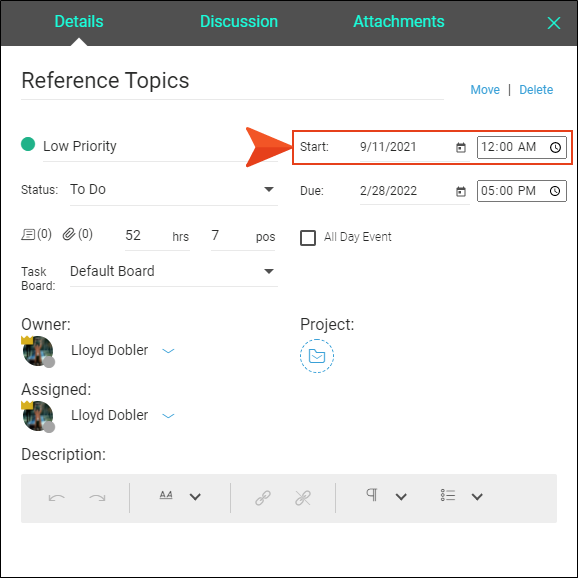 Details Discussion Attachments
Reference Topics
Move | Delete
Low Priority Start: 9/11/2021 12:00 AM
Status: To Do Due: 2/28/2022 05:00 PM
(0) (0) 52 hrs 7 pos All Day Event
Task Board: Default Board
Owner: Project:
Lloyd Dobler
Assigned:
Lloyd Dobler
Description:
AA